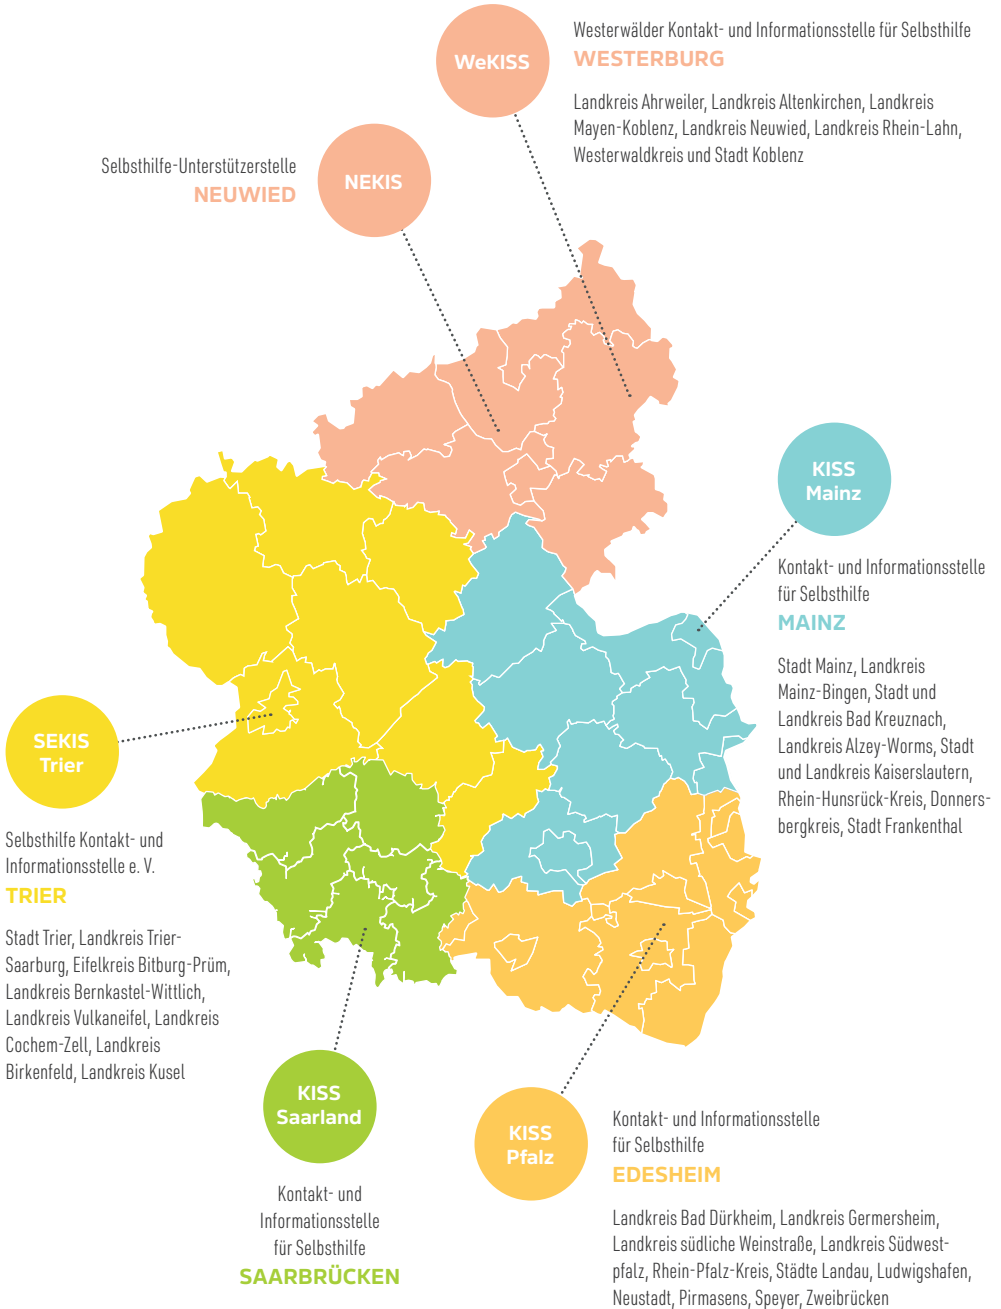 WeKISS
Westerwälder Kontakt- und Informationsstelle für Selbsthilfe
WESTERBURG
Landkreis Ahrweiler, Landkreis Altenkirchen, Landkreis
Mayen-Koblenz, Landkreis Neuwied, Landkreis Rhein-Lahn,
Westerwaldkreis und Stadt Koblenz
Selbsthilfe-Unterstützerstelle
NEUWIED
NEKIS
KISS
Mainz
Kontakt- und Informationsstelle
für Selbsthilfe
MAINZ
Stadt Mainz, Landkreis
Mainz-Bingen, Stadt und
Landkreis Bad Kreuznach,
Landkreis Alzey-Worms, Stadt
und Landkreis Kaiserslautern,
Rhein-Hunsrück-Kreis, Donners-
bergkreis, Stadt Frankenthal
SEKIS
Trier
Selbsthilfe Kontakt- und
Informationsstelle e. V.
TRIER
Stadt Trier, Landkreis Trier-
Saarburg, Eifelkreis Bitburg-Prüm,
Landkreis Bernkastel-Wittlich,
Landkreis Vulkaneifel, Landkreis
Cochem-Zell, Landkreis
Birkenfeld, Landkreis Kusel
KISS
Saarland
Kontakt- und
Informationsstelle
für Selbsthilfe
SAARBRÜCKEN
KISS
Pfalz
Kontakt- und Informationsstelle
für Selbsthilfe
EDESHEIM
Landkreis Bad Dürkheim, Landkreis Germersheim,
Landkreis südliche Weinstraße, Landkreis Südwest-
pfalz, Rhein-Pfalz-Kreis, Städte Landau, Ludwigshafen,
Neustadt, Pirmasens, Speyer, Zweibrücken